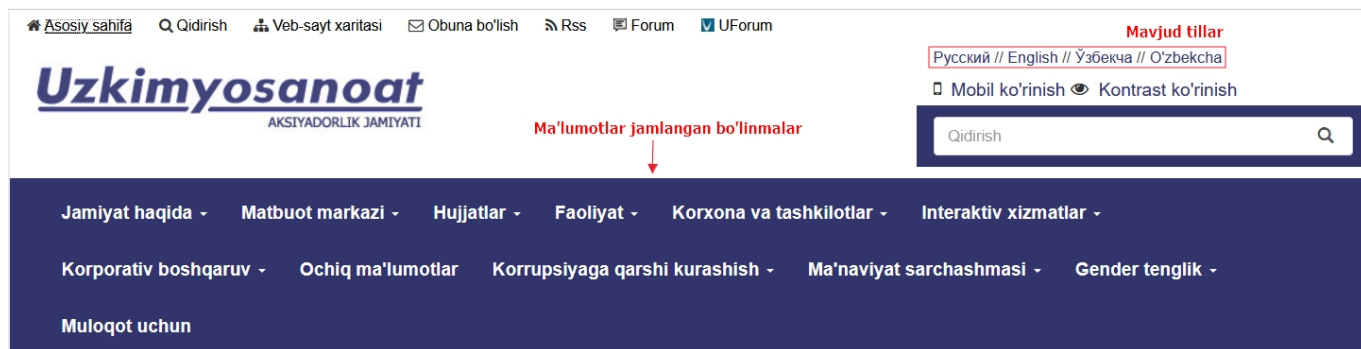 Asosiy sahifa Qidirish Veb-sayt xaritasi Obuna bo'lish Rss Forum UForum
Mavjud tillar
Русский // English // Ўзбекча // O'zbekcha
Mobil ko'rinish Kontrast ko'rinish
Uzkimyosanoat
AKSIYADORLIK JAMIYATI
Ma'lumotlar jamlangan bo'linmalar
Qidirish
Jamiyat haqida Matbuot markazi Hujjatlar Faoliyat Korxona va tashkilotlar Interaktiv xizmatlar
Korporativ boshqaruv Ochiq ma'lumotlar Korrupsiyaga qarshi kurashish Ma'naviyat sarchashmasi Gender tenglik
Muloqot uchun